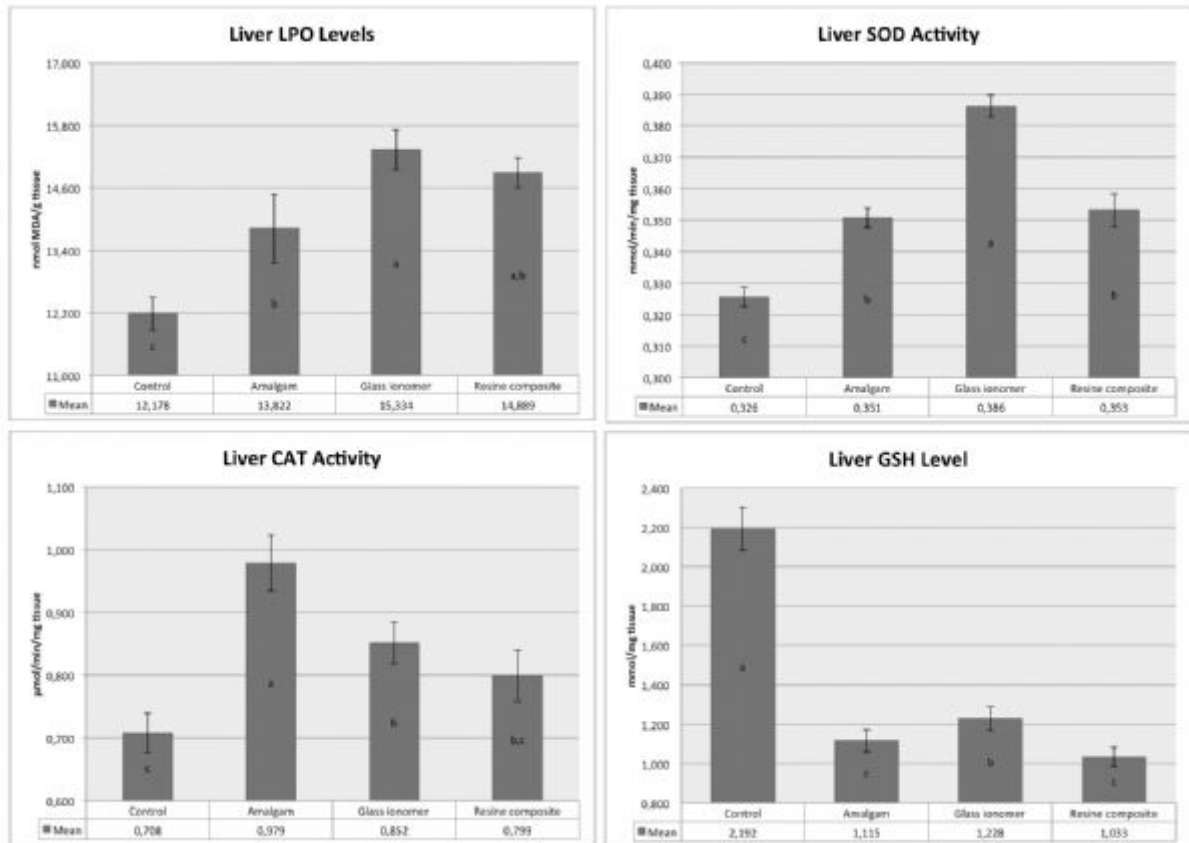 Liver LPO Levels
17,000
15,800
14,600
13,400
12,200
11,000
nmol MDA/g tissue
c
b
a
a,b
Control Amalgam Glass ionomer Resine composite
Mean 12,178 13,822 15,334 14,889
Liver SOD Activity
0,400
0,390
0,380
0,370
0,360
0,350
0,340
0,330
0,320
0,310
0,300
mmol/min/mg tissue
c
b
a
b
Control Amalgam Glass ionomer Resine composite
Mean 0,326 0,351 0,386 0,353
Liver CAT Activity
1,100
1,000
0,900
0,800
0,700
0,600
µmol/min/mg tissue
c
a
b
b,c
Control Amalgam Glass ionomer Resine composite
Mean 0,708 0,979 0,852 0,799
Liver GSH Level
2,400
2,200
2,000
1,800
1,600
1,400
1,200
1,000
0,800
mmol/mg tissue
a
c
b
c
Control Amalgam Glass ionomer Resine composite
Mean 2,192 1,115 1,228 1,033